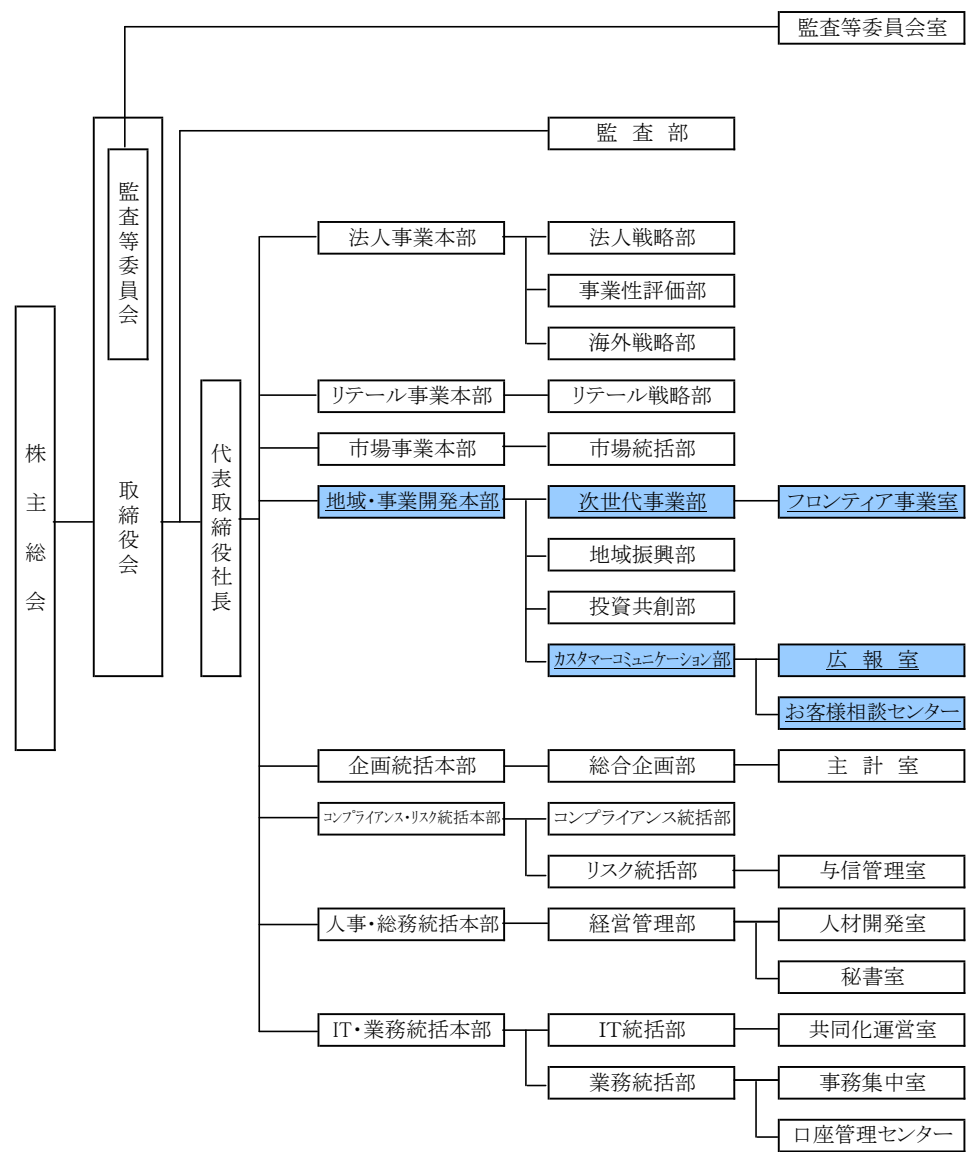 監査等委員会室
監 査 部
監査等委員会
法人事業本部
法人戦略部
事業性評価部
海外戦略部
リテール事業本部
リテール戦略部
株主総会
取締役会
代表取締役社長
市場事業本部
市場統括部
地域・事業開発本部
次世代事業部
フロンティア事業室
地域振興部
投資共創部
カスタマーコミュニケーション部
広 報 室
お客様相談センター
企画統括本部
総合企画部
主 計 室
コンプライアンス・リスク統括本部
コンプライアンス統括部
リスク統括部
与信管理室
人事・総務統括本部
経営管理部
人材開発室
秘書室
IT・業務統括本部
IT統括部
共同化運営室
業務統括部
事務集中室
口座管理センター